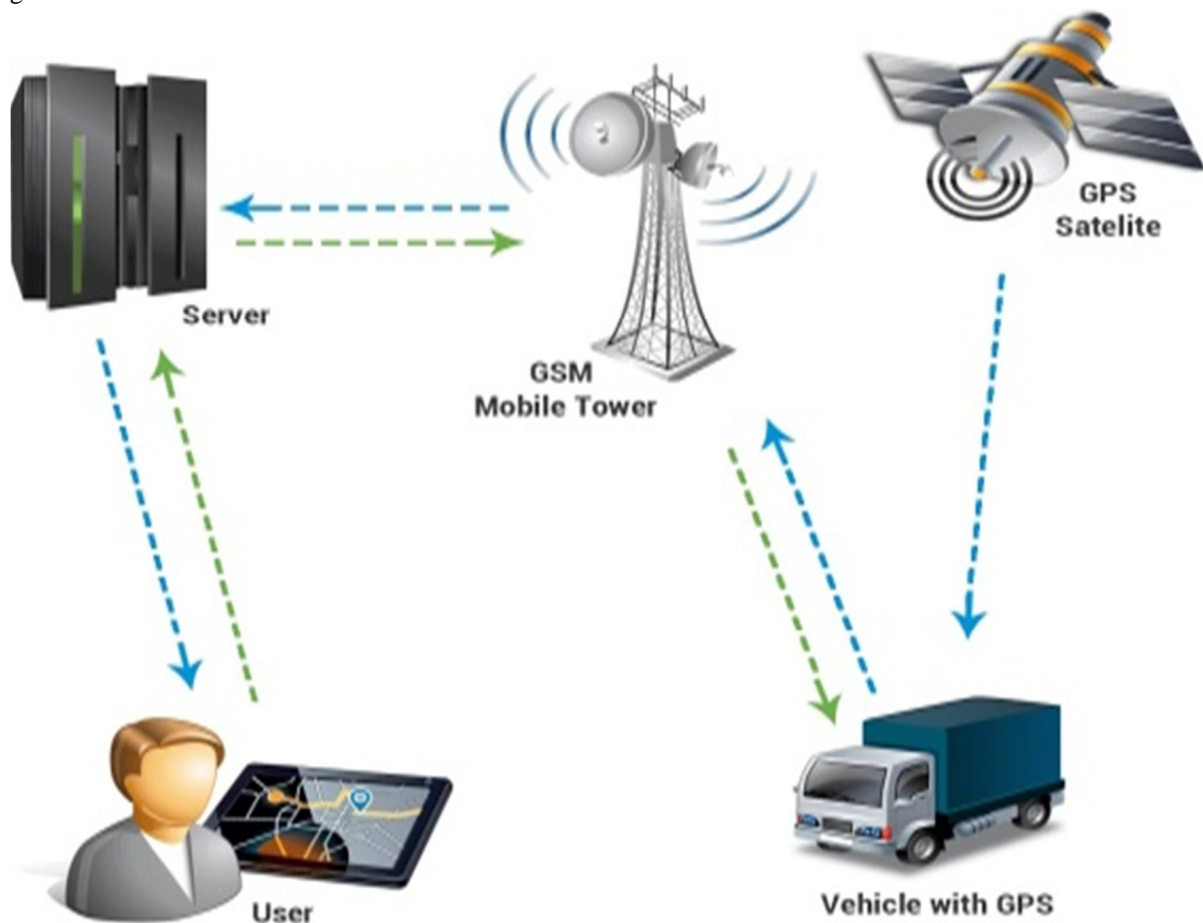 GPS
Satelite
Server
GSM
Mobile Tower
User
Vehicle with GPS